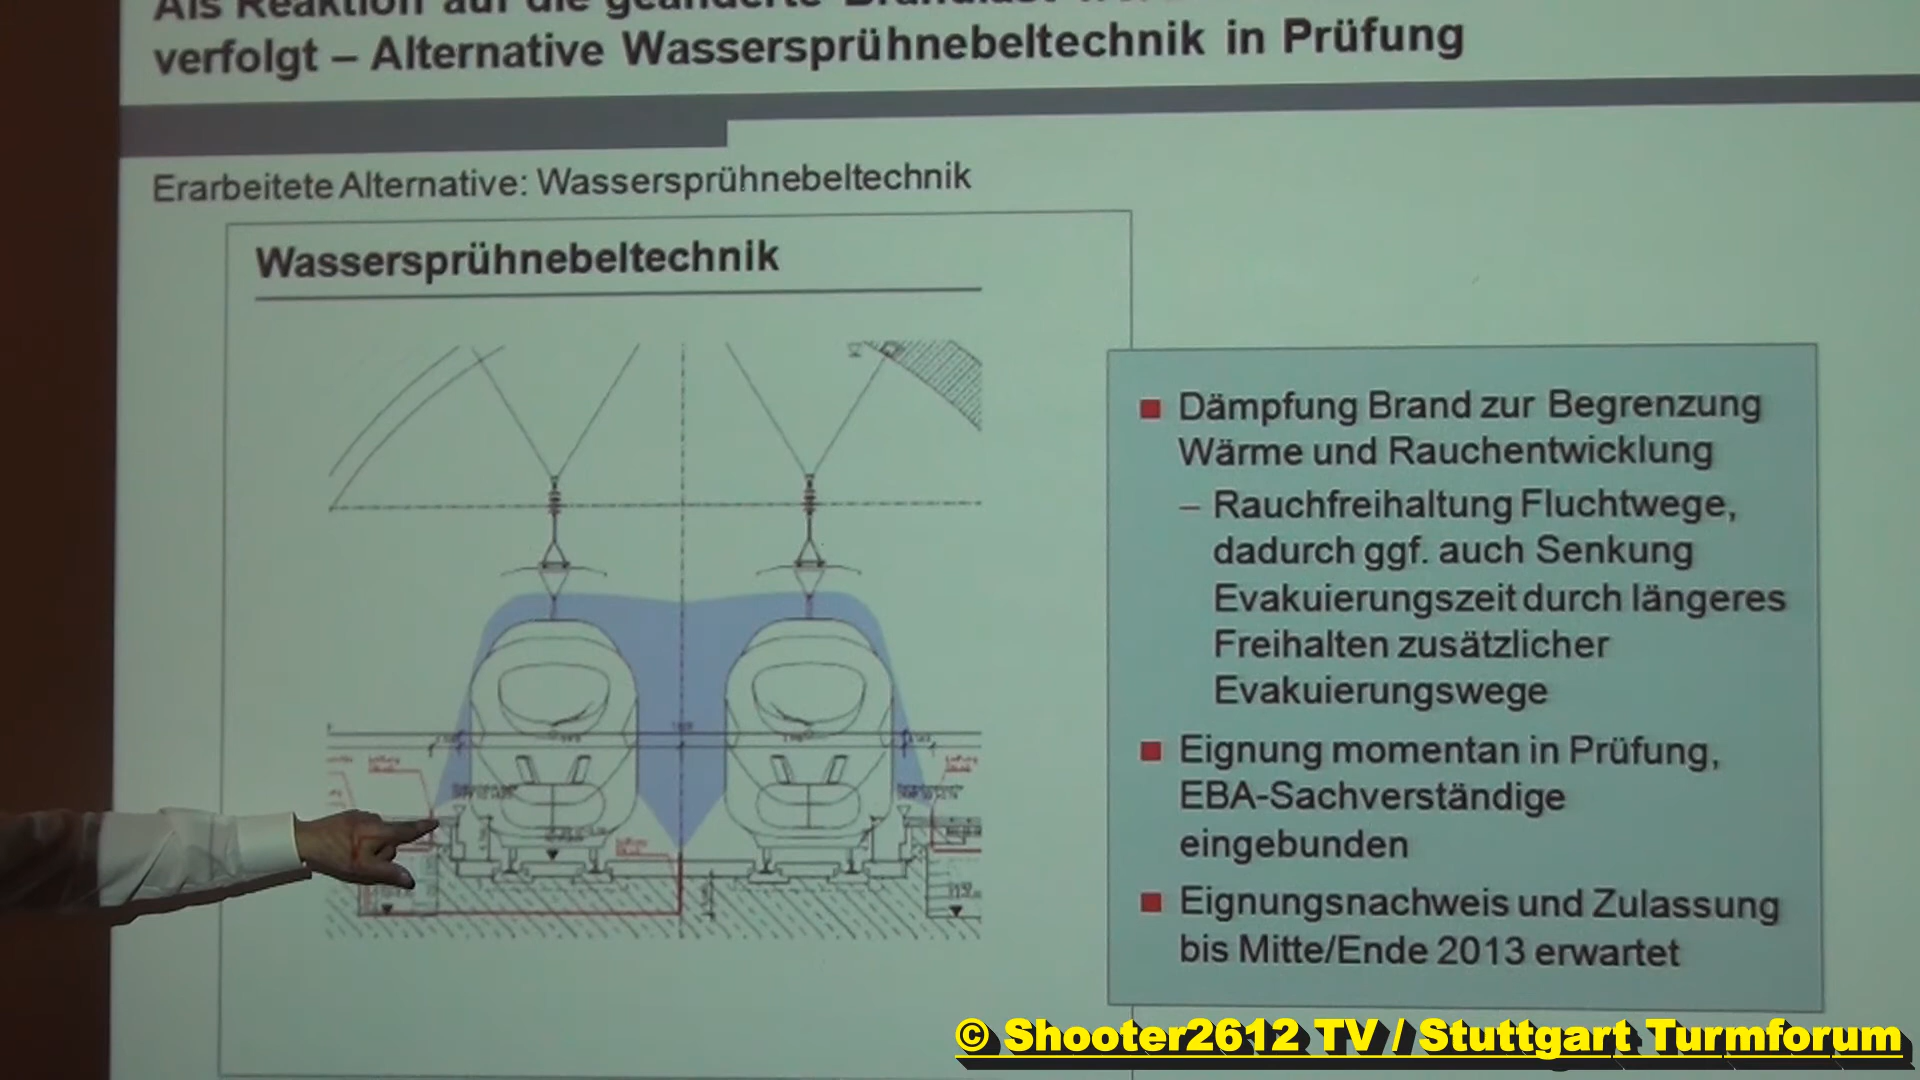 Als Reaktion auf die geänderte Brandlast
verfolgt – Alternative Wassersprühnebeltechnik in Prüfung
Erarbeitete Alternative: Wassersprühnebeltechnik
Wassersprühnebeltechnik
Dämpfung Brand zur Begrenzung
Wärme und Rauchentwicklung
– Rauchfreihaltung Fluchtwege,
dadurch ggf. auch Senkung
Evakuierungszeit durch längeres
Freihalten zusätzlicher
Evakuierungswege
Eignung momentan in Prüfung,
EBA-Sachverständige
eingebunden
Eignungsnachweis und Zulassung
bis Mitte/Ende 2013 erwartet
© Shooter2612 TV / Stuttgart Turmforum